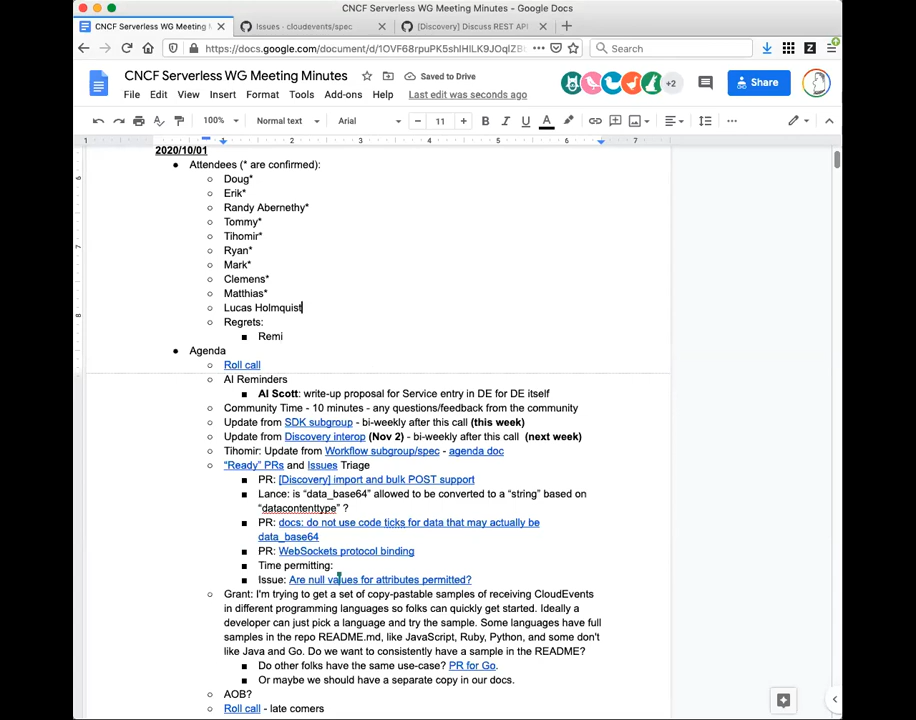 CNCF Serverless WG Meeting Minutes - Google Docs
CNCF Serverless WG Meeting M
Issues · cloudevents/spec
[Discovery] Discuss REST API
https://docs.google.com/document/d/1OVF68rpuPK5shIHILK9JOqlZB
Search
CNCF Serverless WG Meeting Minutes
Saved to Drive
+2
Share
File Edit View Insert Format Tools Add-ons Help Last edit was seconds ago
100% Normal text Arial 11 B I U A
1 2 3 4 5 6 7
2020/10/01
Attendees (* are confirmed):
Doug*
Erik*
Randy Abernethy*
Tommy*
Tihomir*
Ryan*
Mark*
Clemens*
Matthias*
Lucas Holmquist
Regrets:
Remi
Agenda
Roll call
AI Reminders
AI Scott: write-up proposal for Service entry in DE for DE itself
Community Time - 10 minutes - any questions/feedback from the community
Update from SDK subgroup - bi-weekly after this call (this week)
Update from Discovery interop (Nov 2) - bi-weekly after this call (next week)
Tihomir: Update from Workflow subgroup/spec - agenda doc
"Ready" PRs and Issues Triage
PR: [Discovery] import and bulk POST support
Lance: is "data_base64" allowed to be converted to a "string" based on
"datacontenttype" ?
PR: docs: do not use code ticks for data that may actually be
data_base64
PR: WebSockets protocol binding
Time permitting:
Issue: Are null values for attributes permitted?
Grant: I'm trying to get a set of copy-pastable samples of receiving CloudEvents
in different programming languages so folks can quickly get started. Ideally a
developer can just pick a language and try the sample. Some languages have full
samples in the repo README.md, like JavaScript, Ruby, Python, and some don't
like Java and Go. Do we want to consistently have a sample in the README?
Do other folks have the same use-case? PR for Go.
Or maybe we should have a separate copy in our docs.
AOB?
Roll call - late comers